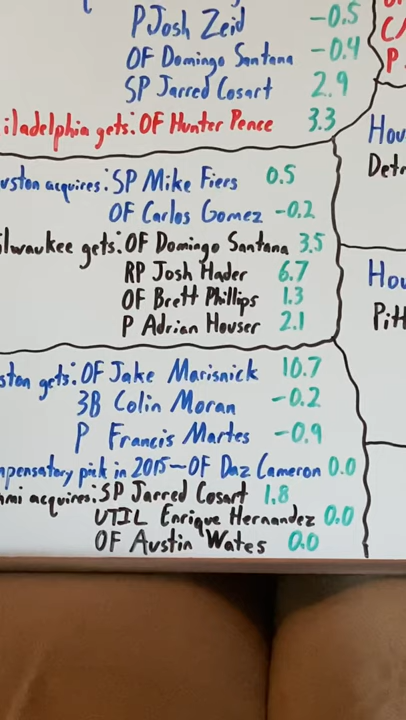 P Josh Zeid -0.5
OF Domingo Santana -0.4
SP Jarred Cosart 2.9
iladelphia gets: OF Hunter Pence 3.3
uston acquires: SP Mike Fiers 0.5
OF Carlos Gomez -0.2
ilwaukee gets: OF Domingo Santana 3.5
RP Josh Hader 6.7
OF Brett Phillips 1.3
P Adrian Houser 2.1
ston gets: OF Jake Marisnick 10.7
3B Colin Moran -0.2
P Francis Martes -0.9
mpensatory pick in 2015-OF Daz Cameron 0.0
ami acquires: SP Jarred Cosart 1.8
UTIL Enrique Hernandez 0.0
OF Austin Wates 0.0
C/
P
Hou
Detr
Hou
Pitt